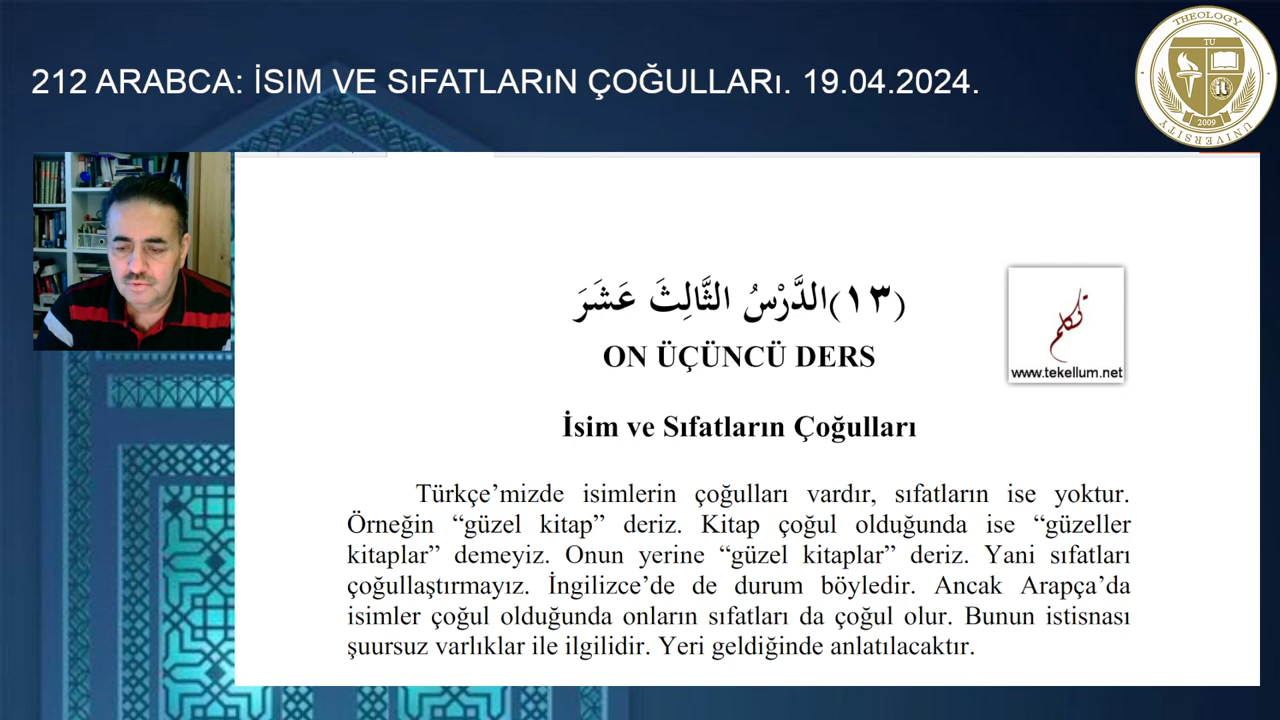 212 ARABCA: İSIM VE SıFATLARıN ÇOĞULLARı. 19.04.2024.
THEOLOGY
TU
2009
UNIVERSITY
(١٣)الدَّرْسُ الثَّالِثَ عَشَرَ
ON ÜÇÜNCÜ DERS
تكلم
www.tekellum.net
İsim ve Sıfatların Çoğulları
Türkçe’mizde isimlerin çoğulları vardır, sıfatların ise yoktur.
Örneğin “güzel kitap” deriz. Kitap çoğul olduğunda ise “güzeller
kitaplar” demeyiz. Onun yerine “güzel kitaplar” deriz. Yani sıfatları
çoğullaştırmayız. İngilizce’de de durum böyledir. Ancak Arapça’da
isimler çoğul olduğunda onların sıfatları da çoğul olur. Bunun istisnası
şuursuz varlıklar ile ilgilidir. Yeri geldiğinde anlatılacaktır.